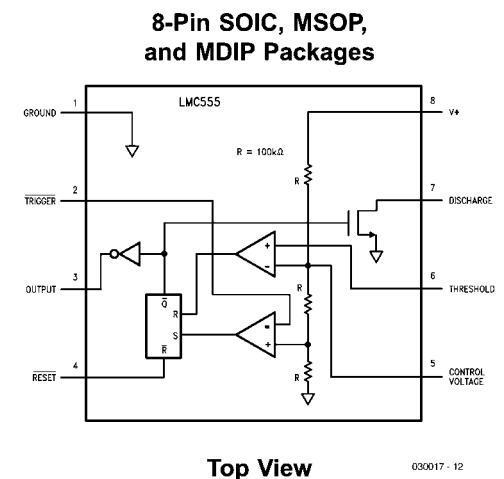 8-Pin SOIC, MSOP,
and MDIP Packages
LMC555
1
GROUND
8
V+
R = 100kΩ
R
2
TRIGGER
7
DISCHARGE
+
-
3
OUTPUT
6
THRESHOLD
Q
R
R
S
-
+
R
4
RESET
R
5
CONTROL
VOLTAGE
Top View
030017 - 12